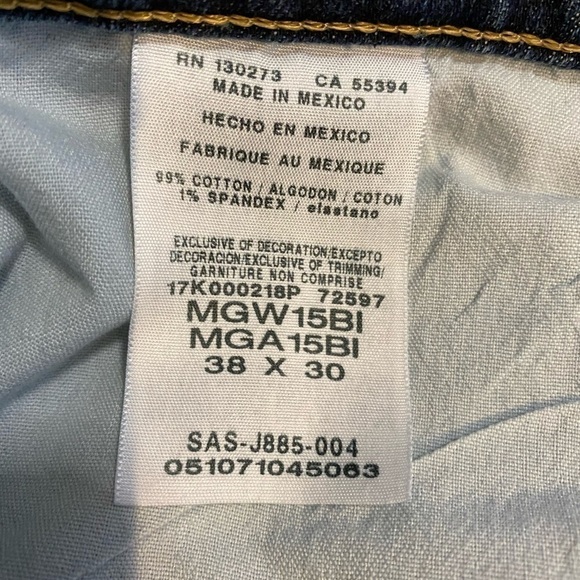 RN 130273 CA 55394
MADE IN MEXICO
HECHO EN MEXICO
FABRIQUE AU MEXIQUE
99% COTTON / ALGODON / COTON
1% SPANDEX / elastano
EXCLUSIVE OF DECORATION/EXCEPTO
DECORACION/EXCLUSIVE OF TRIMMING/
GARNITURE NON COMPRISE
17K000218P 72597
MGW15BI
MGA15BI
38 X 30
SAS-J885-004
051071045063